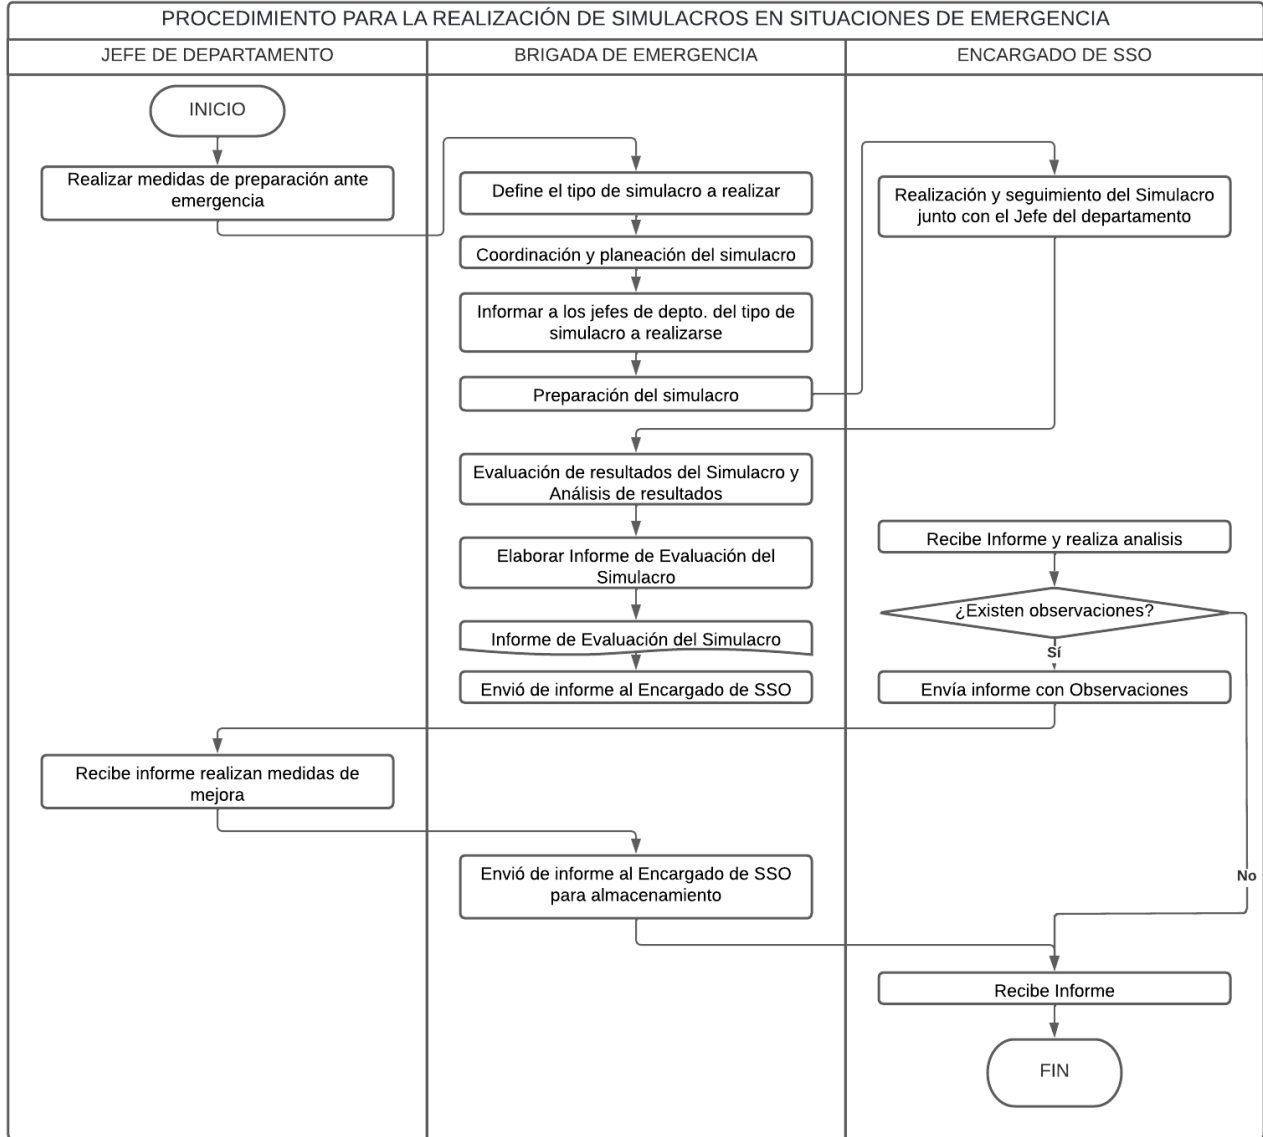 PROCEDIMIENTO PARA LA REALIZACIÓN DE SIMULACROS EN SITUACIONES DE EMERGENCIA
JEFE DE DEPARTAMENTO
BRIGADA DE EMERGENCIA
ENCARGADO DE SSO
INICIO
Realizar medidas de preparación ante
emergencia
Define el tipo de simulacro a realizar
Coordinación y planeación del simulacro
Informar a los jefes de depto. del tipo de
simulacro a realizarse
Preparación del simulacro
Realización y seguimiento del Simulacro
junto con el Jefe del departamento
Evaluación de resultados del Simulacro y
Análisis de resultados
Elaborar Informe de Evaluación del
Simulacro
Informe de Evaluación del Simulacro
Envió de informe al Encargado de SSO
Recibe Informe y realiza analisis
¿Existen observaciones?
Sí
Envía informe con Observaciones
Recibe informe realizan medidas de
mejora
Envió de informe al Encargado de SSO
para almacenamiento
No
Recibe Informe
FIN